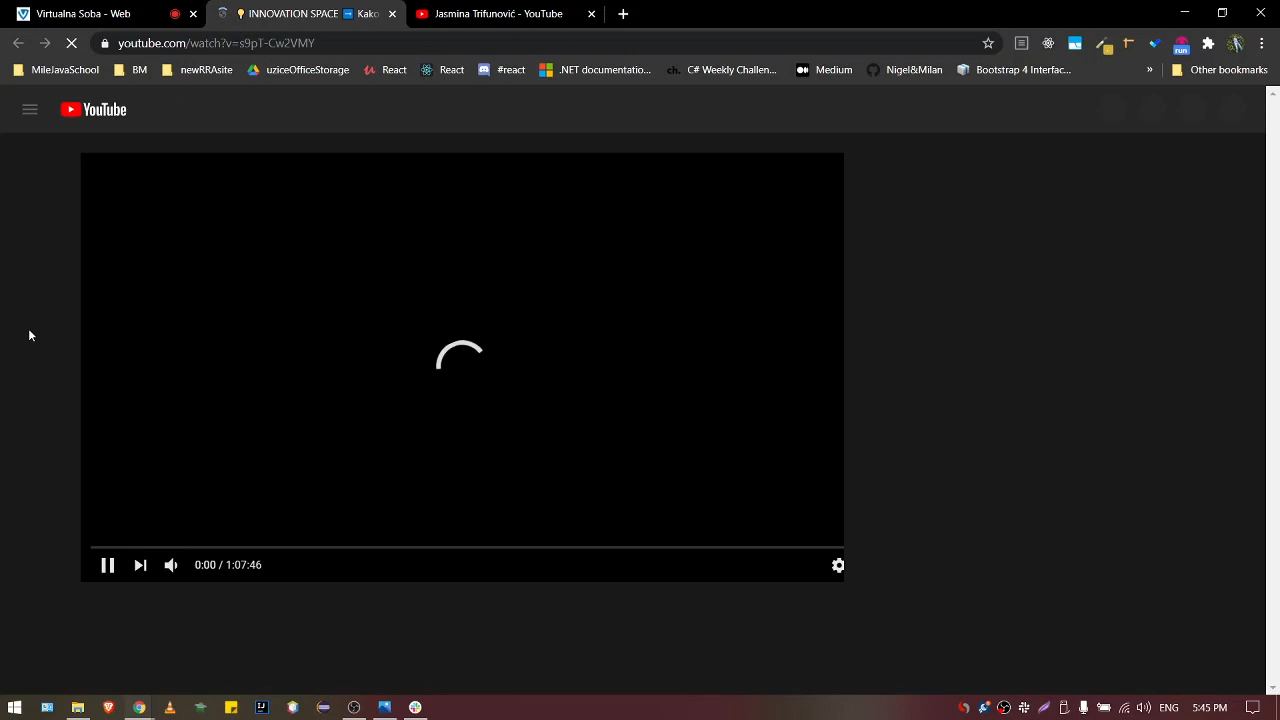 Virtualna Soba - Web
INNOVATION SPACE Kako
Jasmina Trifunović - YouTube
youtube.com/watch?v=s9pT-Cw2VMY
run
MileJavaSchool
BM
newRRAsite
uziceOfficeStorage
React
React
#react
.NET documentatio...
ch. C# Weekly Challen...
Medium
Nigel&Milan
Bootstrap 4 Interfac...
»
Other bookmarks
YouTube
0:00 / 1:07:46
ENG
5:45 PM